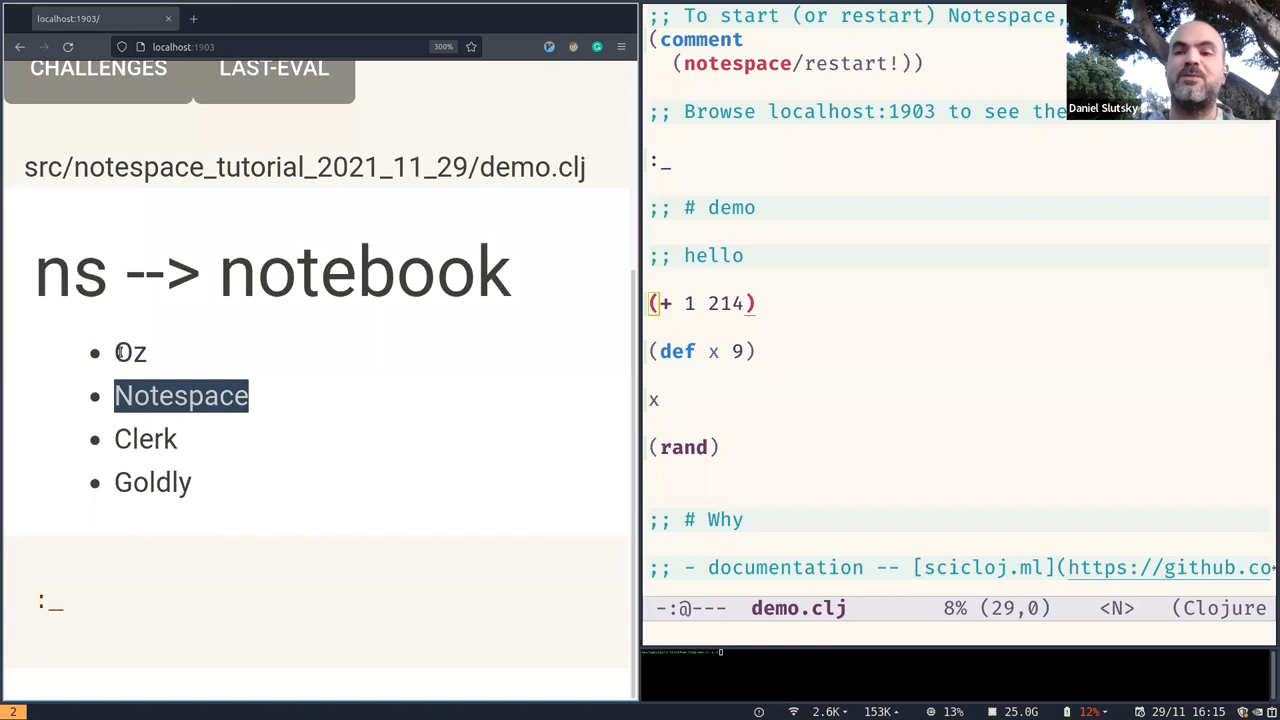 localhost:1903/
localhost:1903
300%
CHALLENGES
LAST-EVAL
src/notespace_tutorial_2021_11_29/demo.clj
ns --> notebook
Oz
Notespace
Clerk
Goldly
:_
;; To start (or restart) Notespace,
(comment
(notespace/restart!))
;; Browse localhost:1903 to see the
:_
;; # demo
;; hello
(+ 1 214)
(def x 9)
x
(rand)
;; # Why
;; - documentation -- [scicloj.ml](https://github.co
-:@--- demo.clj 8% (29,0) <N> (Clojure
Daniel Slutsky
2
2.6K 153K 13% 25.0G 12% 29/11 16:15